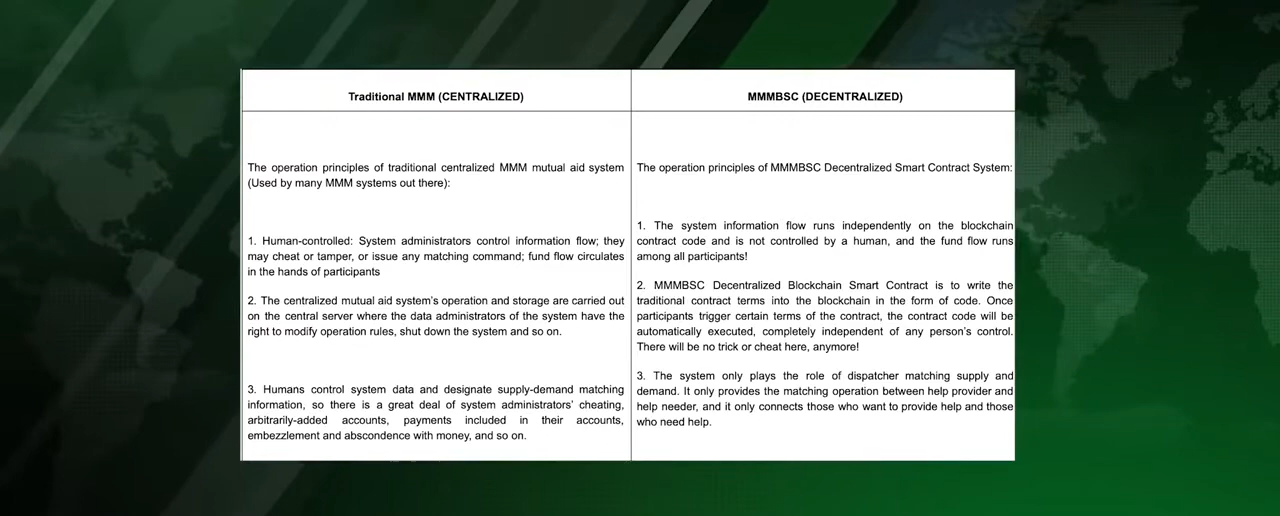 Traditional MMM (CENTRALIZED)
MMMBSC (DECENTRALIZED)
The operation principles of traditional centralized MMM mutual aid system
(Used by many MMM systems out there):
1. Human-controlled: System administrators control information flow; they
may cheat or tamper, or issue any matching command; fund flow circulates
in the hands of participants
2. The centralized mutual aid system's operation and storage are carried out
on the central server where the data administrators of the system have the
right to modify operation rules, shut down the system and so on.
3. Humans control system data and designate supply-demand matching
information, so there is a great deal of system administrators' cheating,
arbitrarily-added accounts, payments included in their accounts,
embezzlement and abscondence with money, and so on.
The operation principles of MMMBSC Decentralized Smart Contract System:
1. The system information flow runs independently on the blockchain
contract code and is not controlled by a human, and the fund flow runs
among all participants!
2. MMMBSC Decentralized Blockchain Smart Contract is to write the
traditional contract terms into the blockchain in the form of code. Once
participants trigger certain terms of the contract, the contract code will be
automatically executed, completely independent of any person's control.
There will be no trick or cheat here, anymore!
3. The system only plays the role of dispatcher matching supply and
demand. It only provides the matching operation between help provider and
help needer, and it only connects those who want to provide help and those
who need help.